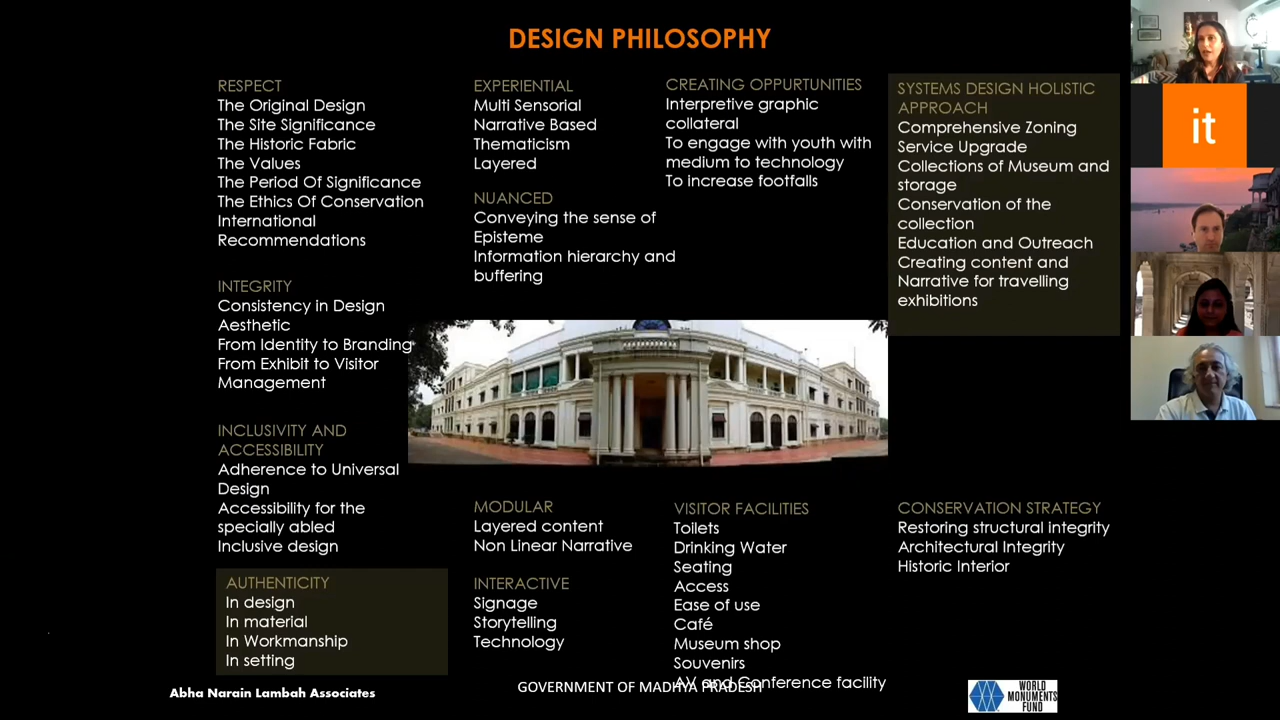 DESIGN PHILOSOPHY
RESPECT
The Original Design
The Site Significance
The Historic Fabric
The Values
The Period Of Significance
The Ethics Of Conservation
International
Recommendations
INTEGRITY
Consistency in Design
Aesthetic
From Identity to Branding
From Exhibit to Visitor
Management
INCLUSIVITY AND
ACCESSIBILITY
Adherence to Universal
Design
Accessibility for the
specially abled
Inclusive design
AUTHENTICITY
In design
In material
In Workmanship
In setting
EXPERIENTIAL
Multi Sensorial
Narrative Based
Thematicism
Layered
NUANCED
Conveying the sense of
Episteme
Information hierarchy and
buffering
MODULAR
Layered content
Non Linear Narrative
INTERACTIVE
Signage
Storytelling
Technology
CREATING OPPURTUNITIES
Interpretive graphic
collateral
To engage with youth with
medium to technology
To increase footfalls
VISITOR FACILITIES
Toilets
Drinking Water
Seating
Access
Ease of use
Café
Museum shop
Souvenirs
AV and Conference facility
SYSTEMS DESIGN HOLISTIC
APPROACH
Comprehensive Zoning
Service Upgrade
Collections of Museum and
storage
Conservation of the
collection
Education and Outreach
Creating content and
Narrative for travelling
exhibitions
CONSERVATION STRATEGY
Restoring structural integrity
Architectural Integrity
Historic Interior
it
Abha Narain Lambah Associates
GOVERNMENT OF MADHYA PRADESH
WORLD
MONUMENTS
FUND